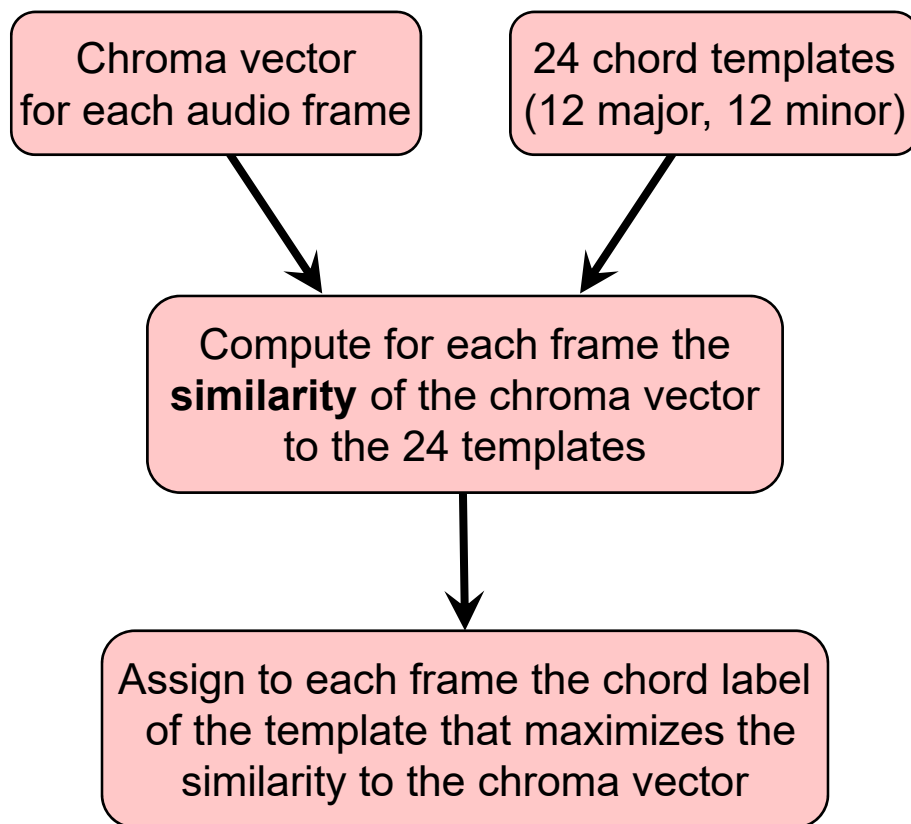 Chroma vector
for each audio frame
24 chord templates
(12 major, 12 minor)
Compute for each frame the
similarity of the chroma vector
to the 24 templates
Assign to each frame the chord label
of the template that maximizes the
similarity to the chroma vector